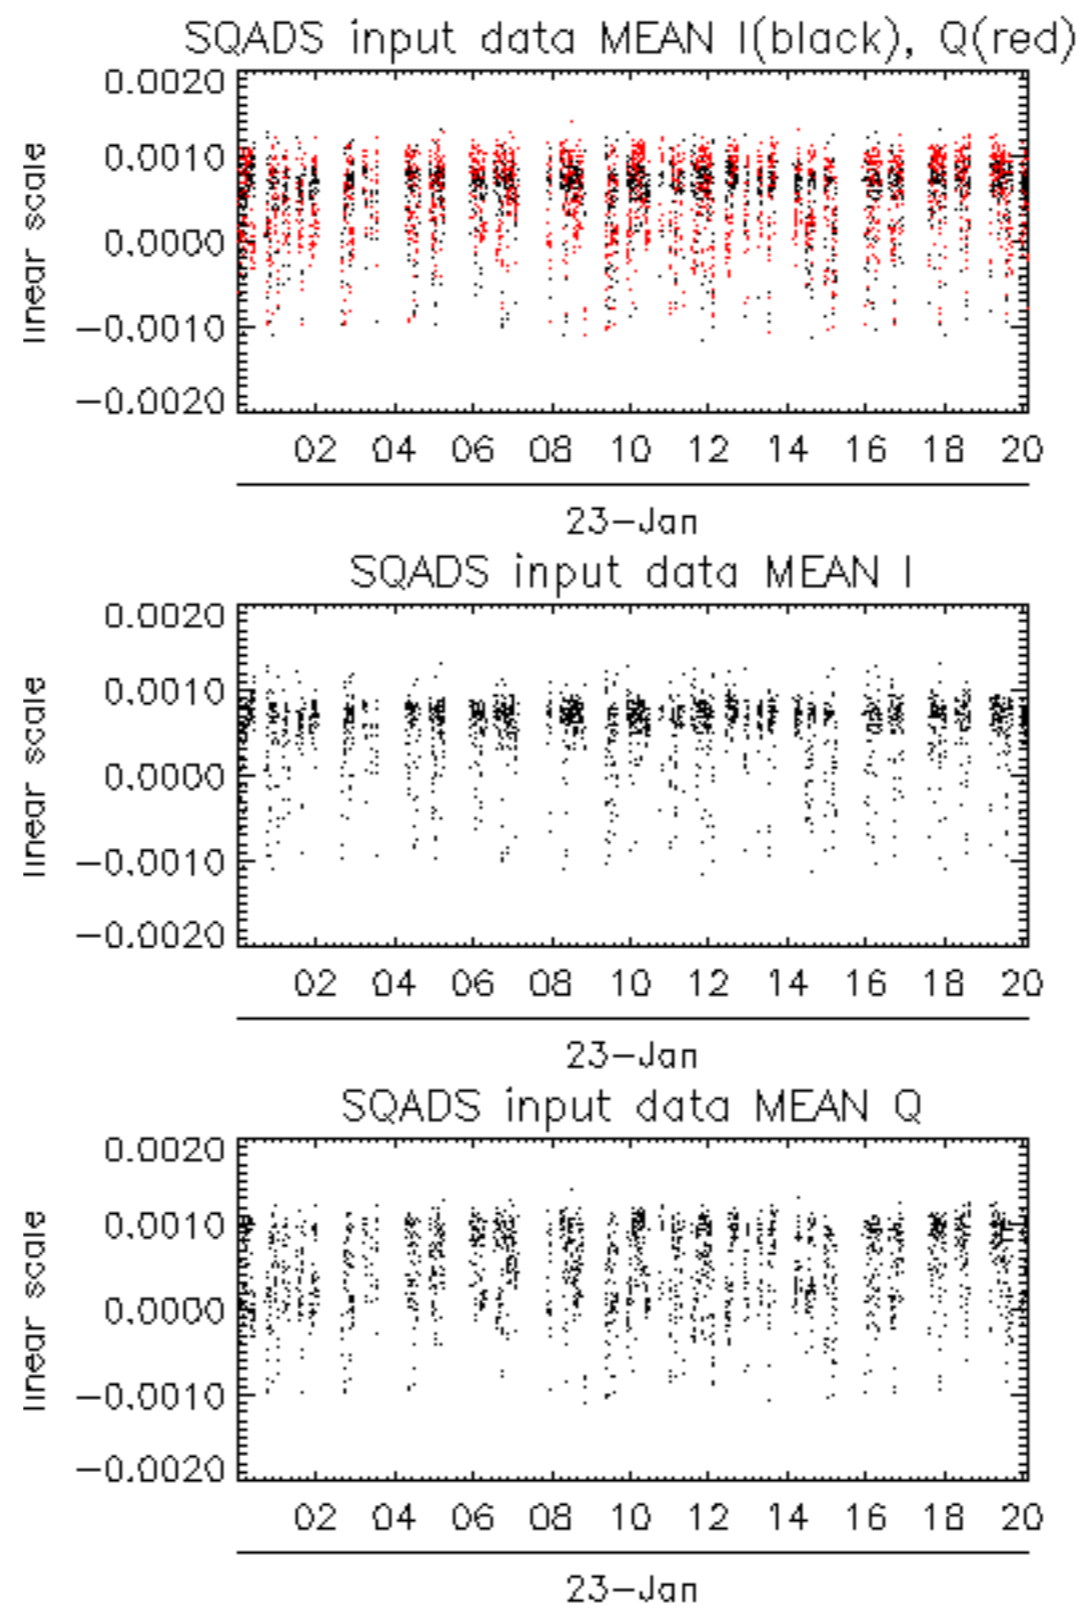 SQADS input data MEAN I(black), Q(red)
0.0020
0.0010
0.0000
−0.0010
−0.0020
linear scale
02 04 06 08 10 12 14 16 18 20
23−Jan
SQADS input data MEAN I
0.0020
0.0010
0.0000
−0.0010
−0.0020
linear scale
02 04 06 08 10 12 14 16 18 20
23−Jan
SQADS input data MEAN Q
0.0020
0.0010
0.0000
−0.0010
−0.0020
linear scale
02 04 06 08 10 12 14 16 18 20
23−Jan